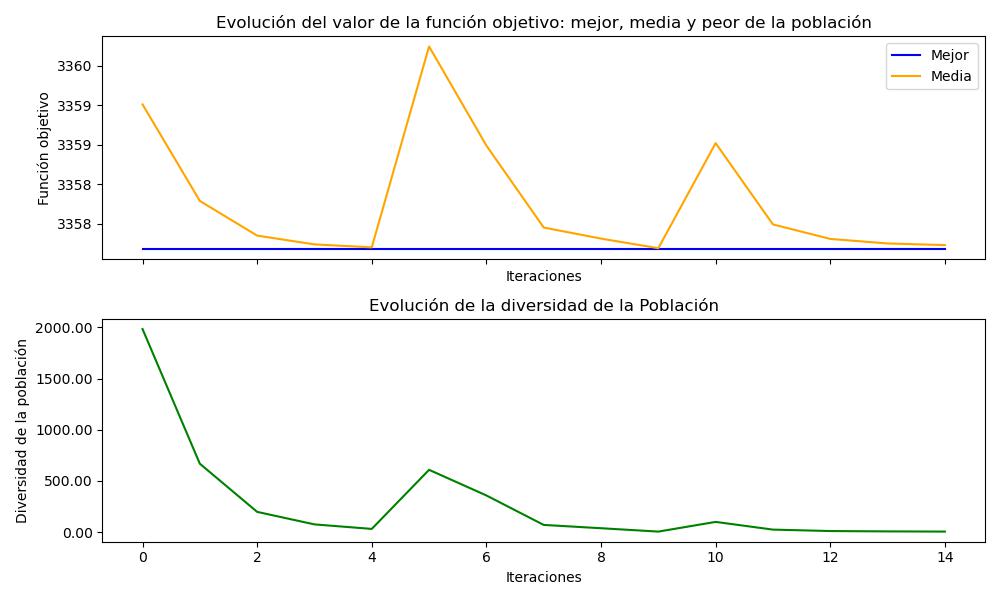 Evolución del valor de la función objetivo: mejor, media y peor de la población
Mejor
Media
Función objetivo
3360
3359
3359
3358
3358
Iteraciones
Evolución de la diversidad de la Población
Diversidad de la población
2000.00
1500.00
1000.00
500.00
0.00
0 2 4 6 8 10 12 14
Iteraciones